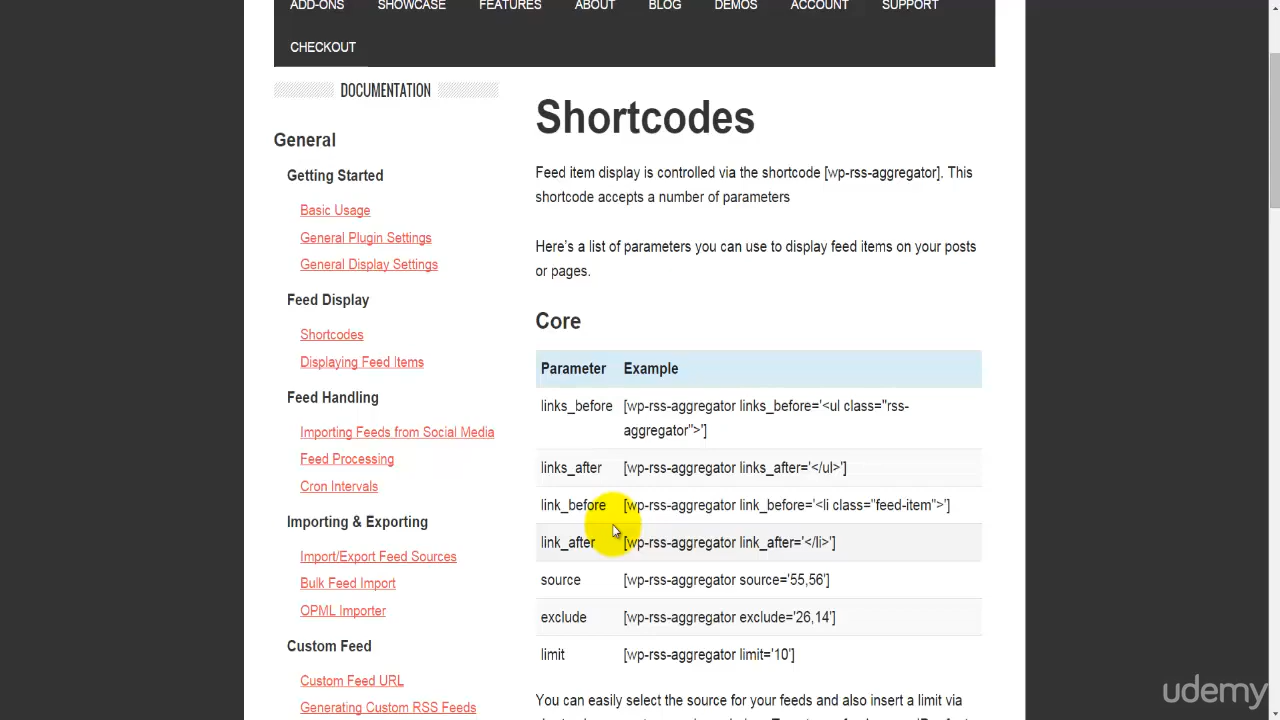 ADD-ONS SHOWCASE FEATURES ABOUT BLOG DEMOS ACCOUNT SUPPORT
CHECKOUT
DOCUMENTATION
General
Getting Started
Basic Usage
General Plugin Settings
General Display Settings
Feed Display
Shortcodes
Displaying Feed Items
Feed Handling
Importing Feeds from Social Media
Feed Processing
Cron Intervals
Importing & Exporting
Import/Export Feed Sources
Bulk Feed Import
OPML Importer
Custom Feed
Custom Feed URL
Generating Custom RSS Feeds
Shortcodes
Feed item display is controlled via the shortcode [wp-rss-aggregator]. This
shortcode accepts a number of parameters
Here’s a list of parameters you can use to display feed items on your posts
or pages.
Core
Parameter Example
links_before [wp-rss-aggregator links_before='<ul class="rss-
aggregator">']
links_after [wp-rss-aggregator links_after='</ul>']
link_before [wp-rss-aggregator link_before='<li class="feed-item">']
link_after [wp-rss-aggregator link_after='</li>']
source [wp-rss-aggregator source='55,56']
exclude [wp-rss-aggregator exclude='26,14']
limit [wp-rss-aggregator limit='10']
You can easily select the source for your feeds and also insert a limit via
udemy